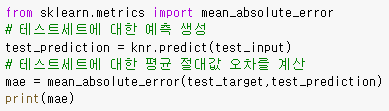 from sklearn.metrics import mean_absolute_error
# 테스트세트에 대한 예측 생성
test_prediction = knr.predict(test_input)
# 테스트세트에 대한 평균 절대값 오차를 계산
mae = mean_absolute_error(test_target,test_prediction)
print(mae)